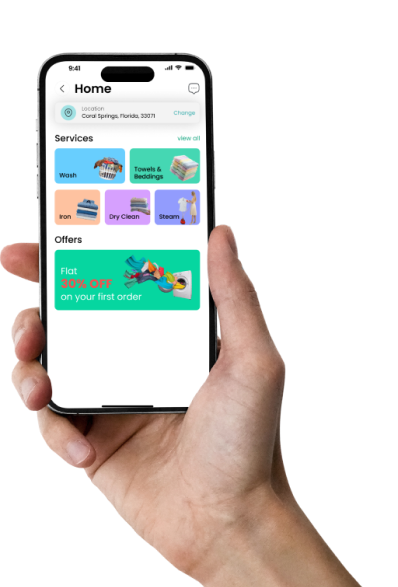 9:41
Home
Location
Coral Springs, Florida, 33071
Change
Services
view all
Wash
Towels &
Beddings
Iron
Dry Clean
Steam
Offers
Flat
30% OFF
on your first order